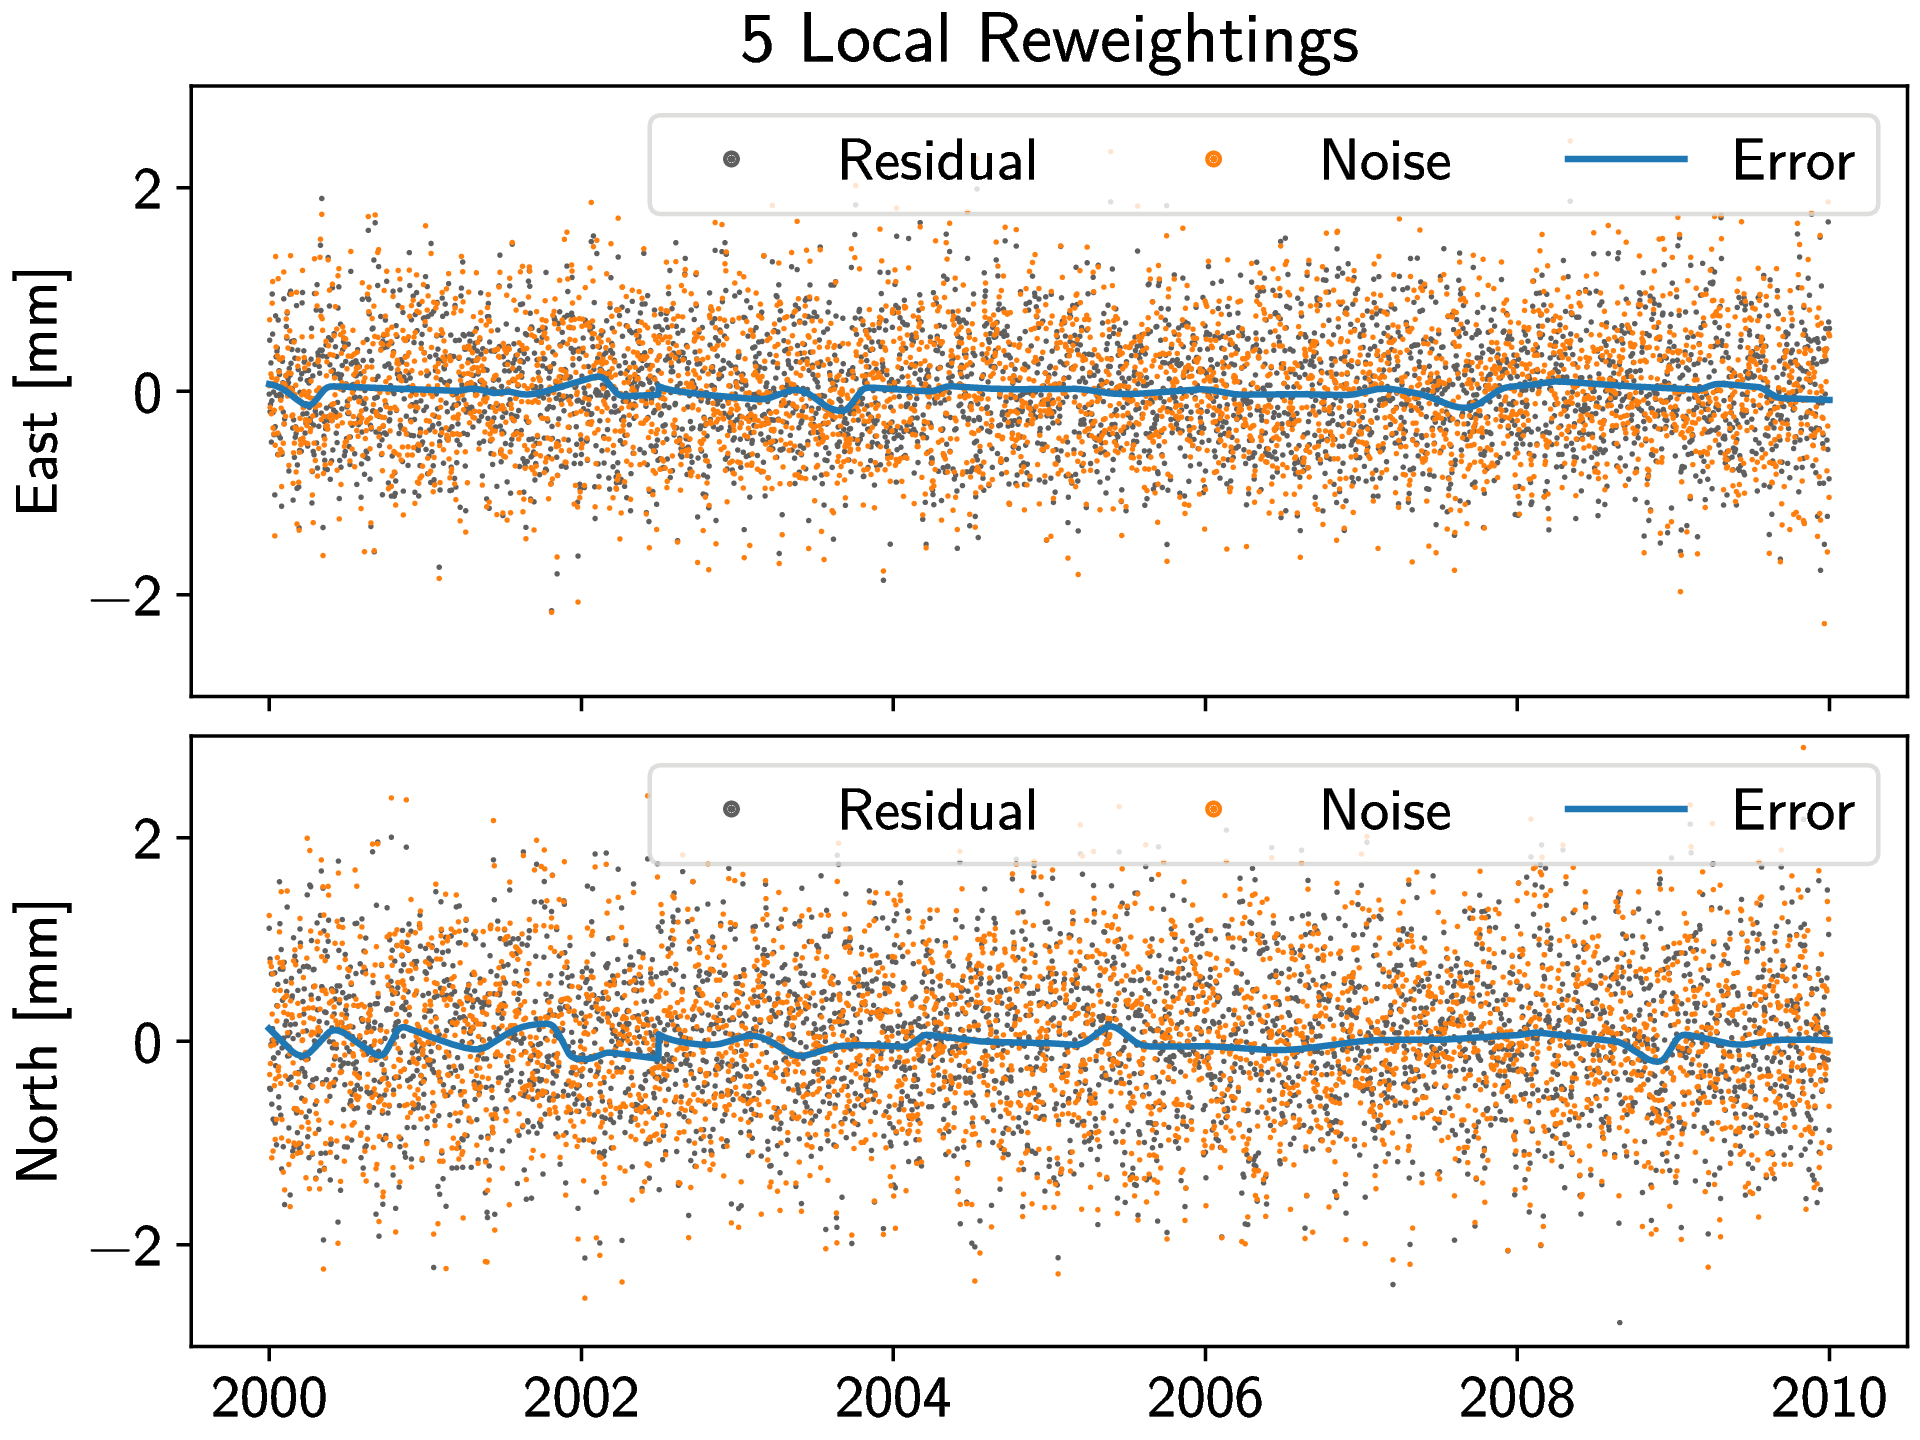 5 Local Reweightings
Residual Noise Error
2
0
−2
East [mm]
Residual Noise Error
2
0
−2
North [mm]
2000 2002 2004 2006 2008 2010